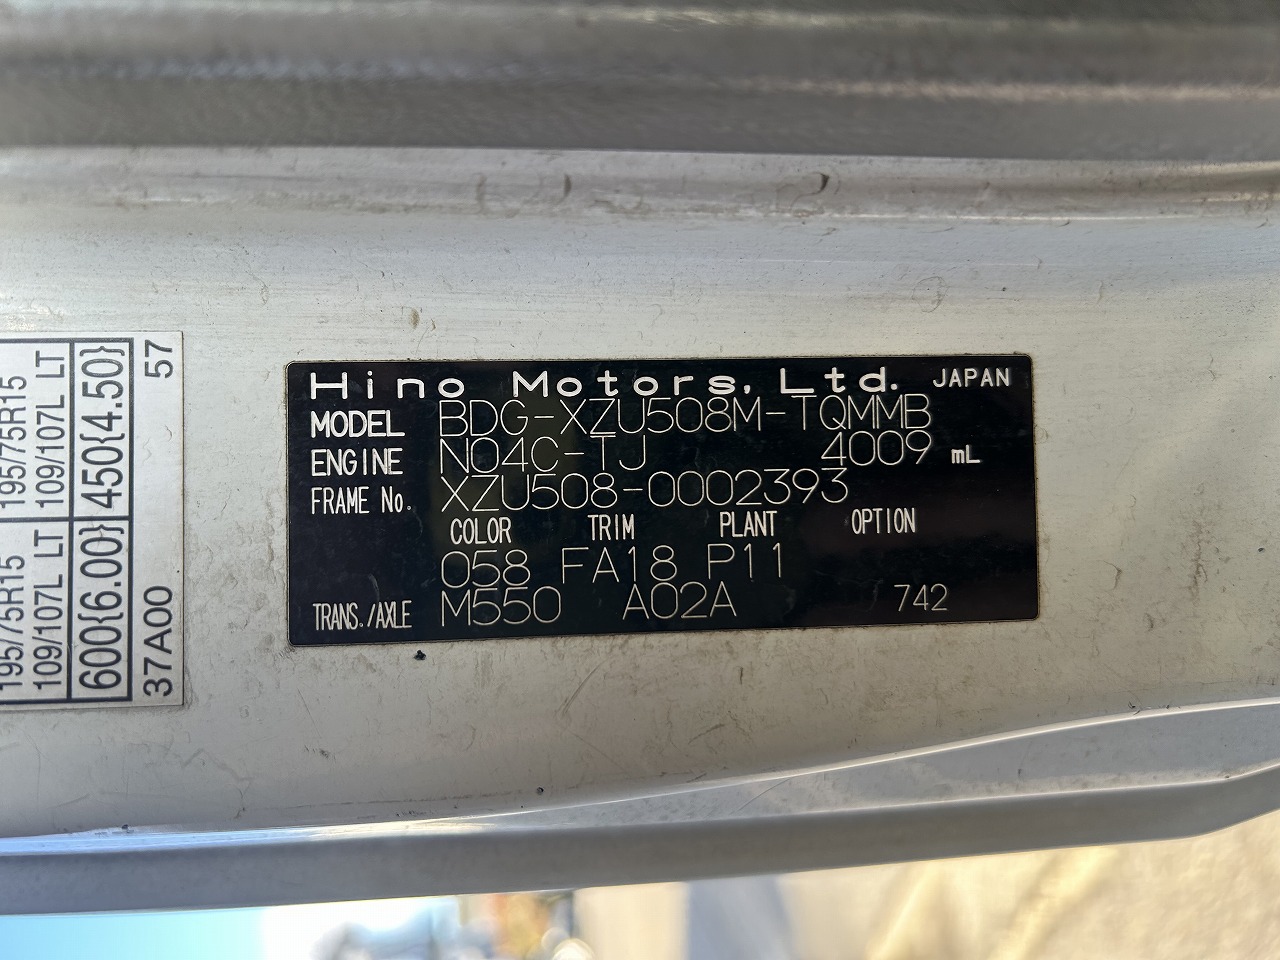 Hino Motors, Ltd. JAPAN
MODEL BDG-XZU508M-TQMMB
ENGINE N04C-TJ 4009 mL
FRAME No. XZU508-0002393
COLOR TRIM PLANT OPTION
058 FA18 P11
TRANS./AXLE M550 A02A 742
195/75R15 195/75R15
109/107L LT 109/107L LT
600{6.00} 450{4.50}
37A00 57